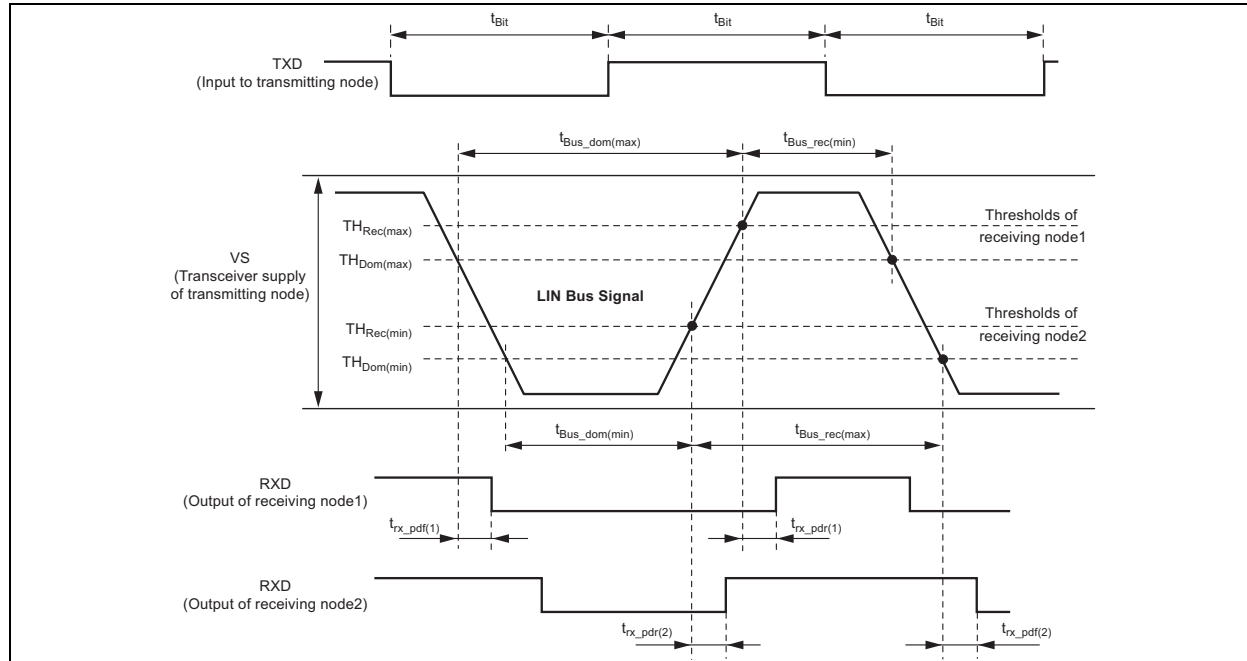 tBit tBit tBit
TXD
(Input to transmitting node)
tBus_dom(max) tBus_rec(min)
THRec(max)
Thresholds of
receiving node1
VS
(Transceiver supply
of transmitting node)
THDom(max)
LIN Bus Signal
THRec(min)
Thresholds of
receiving node2
THDom(min)
tBus_dom(min) tBus_rec(max)
RXD
(Output of receiving node1)
trx_pdf(1) trx_pdr(1)
RXD
(Output of receiving node2)
trx_pdr(2) trx_pdf(2)